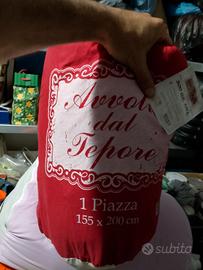 Avvolti
dal
Tepore
1 Piazza
155 x 200 cm
subito